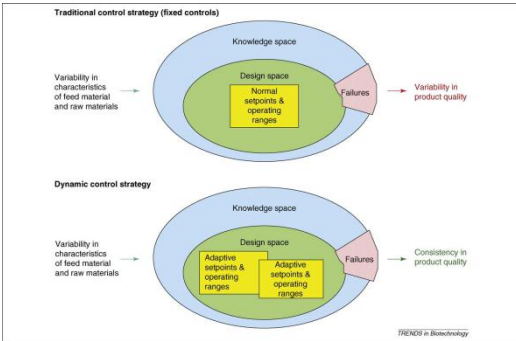 Traditional control strategy (fixed controls)
Knowledge space
Design space
Variability in
characteristics
of feed material
and raw materials
Normal
setpoints &
operating
ranges
Failures
Variability in
product quality
Dynamic control strategy
Knowledge space
Design space
Variability in
characteristics
of feed material
and raw materials
Adaptive
setpoints &
operating
ranges
Adaptive
setpoints &
operating
ranges
Failures
Consistency in
product quality
TRENDS in Biotechnology